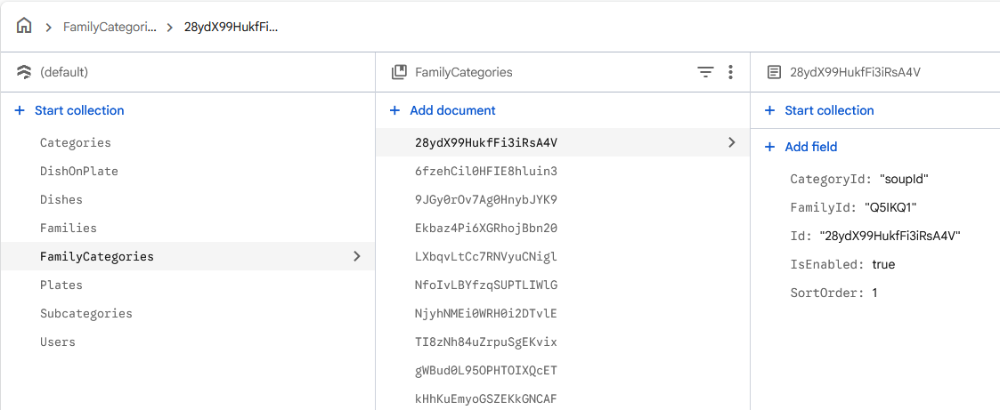 FamilyCategori... > 28ydX99HukfFi...
(default)
Start collection
Categories
DishOnPlate
Dishes
Families
FamilyCategories
Plates
Subcategories
Users
FamilyCategories
Add document
28ydX99HukfFi3iRsA4V
6fzehCil0HFIE8hluin3
9JGy0rOv7Ag0HnybJYK9
Ekbaz4Pi6XGRhojBbn20
LXbqvLtCc7RNVyuCNigl
NfoIvLBYfzqSUPTLIWlG
NjyhNMEi0WRH0i2DTvlE
TI8zNh84uZrpuSgEKvix
gWBud0L95OPHTOIXQcET
kHhKuEmyoGSZEKkGNCAF
28ydX99HukfFi3iRsA4V
Start collection
Add field
CategoryId: "soupId"
FamilyId: "Q5IKQ1"
Id: "28ydX99HukfFi3iRsA4V"
IsEnabled: true
SortOrder: 1